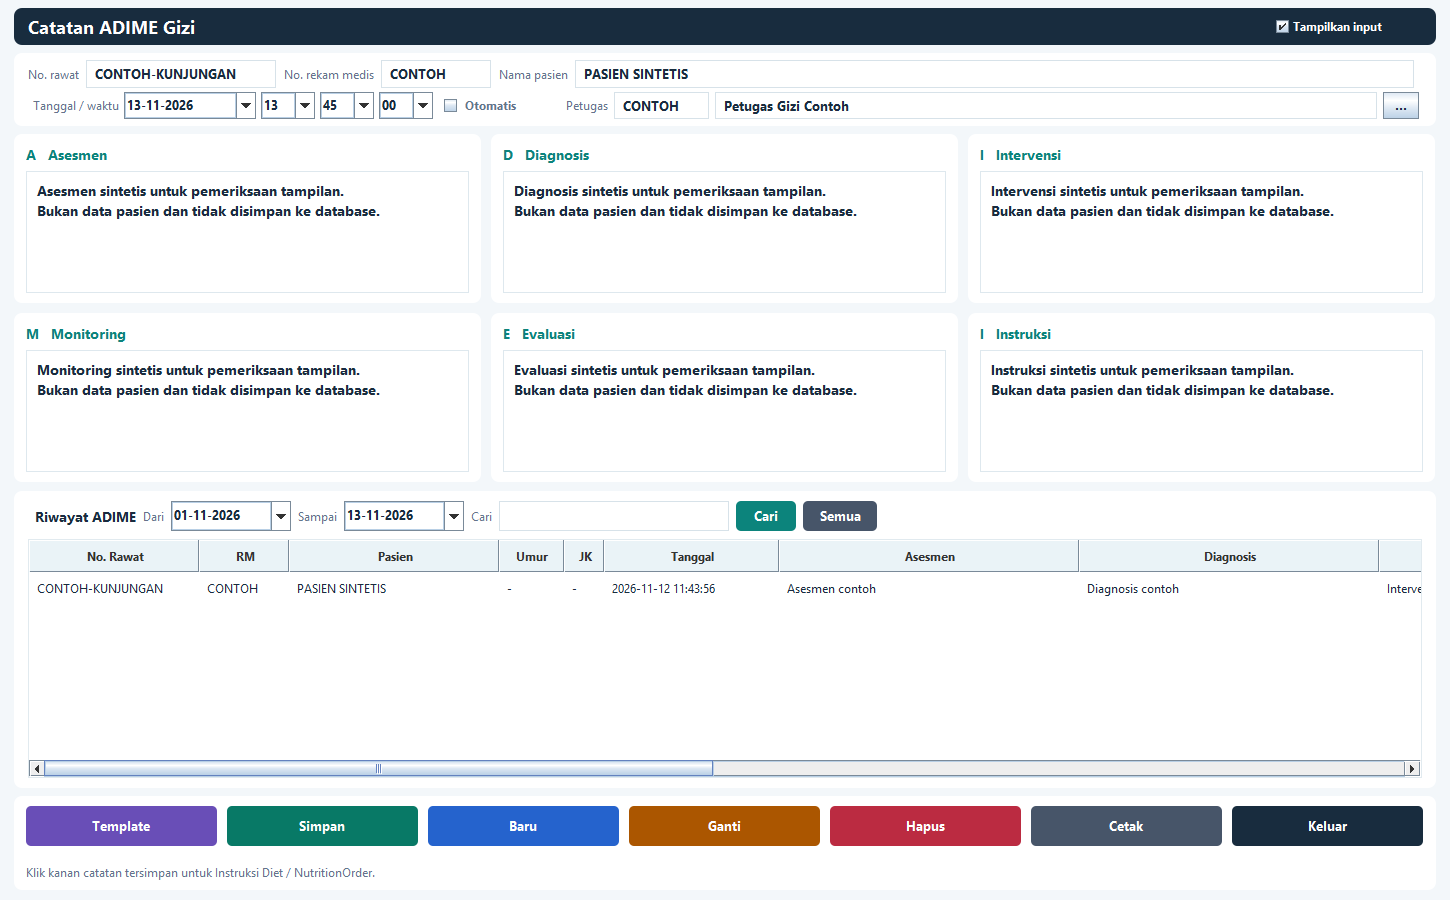 Catatan ADIME Gizi
Tampilkan input
No. rawat CONTOH-KUNJUNGAN No. rekam medis CONTOH Nama pasien PASIEN SINTETIS
Tanggal / waktu 13-11-2026 13 45 00 Otomatis Petugas CONTOH Petugas Gizi Contoh ...
A Asesmen
Asesmen sintetis untuk pemeriksaan tampilan.
Bukan data pasien dan tidak disimpan ke database.
D Diagnosis
Diagnosis sintetis untuk pemeriksaan tampilan.
Bukan data pasien dan tidak disimpan ke database.
I Intervensi
Intervensi sintetis untuk pemeriksaan tampilan.
Bukan data pasien dan tidak disimpan ke database.
M Monitoring
Monitoring sintetis untuk pemeriksaan tampilan.
Bukan data pasien dan tidak disimpan ke database.
E Evaluasi
Evaluasi sintetis untuk pemeriksaan tampilan.
Bukan data pasien dan tidak disimpan ke database.
I Instruksi
Instruksi sintetis untuk pemeriksaan tampilan.
Bukan data pasien dan tidak disimpan ke database.
Riwayat ADIME Dari 01-11-2026 Sampai 13-11-2026 Cari Cari Semua
No. Rawat RM Pasien Umur JK Tanggal Asesmen Diagnosis
CONTOH-KUNJUNGAN CONTOH PASIEN SINTETIS - - 2026-11-12 11:43:56 Asesmen contoh Diagnosis contoh Interve
Template Simpan Baru Ganti Hapus Cetak Keluar
Klik kanan catatan tersimpan untuk Instruksi Diet / NutritionOrder.